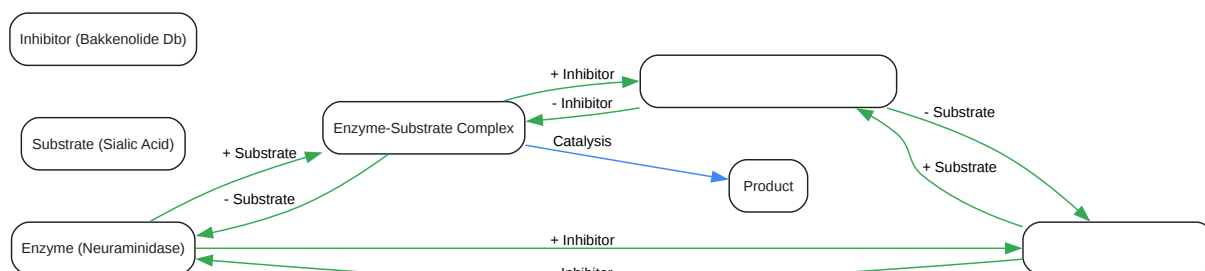 Inhibitor (Bakkenolide Db)
+ Inhibitor
- Inhibitor
Enzyme-Substrate Complex
- Substrate
Substrate (Sialic Acid)
Catalysis
+ Substrate
+ Substrate
Product
- Substrate
+ Inhibitor
Enzyme (Neuraminidase)
Inhibitor